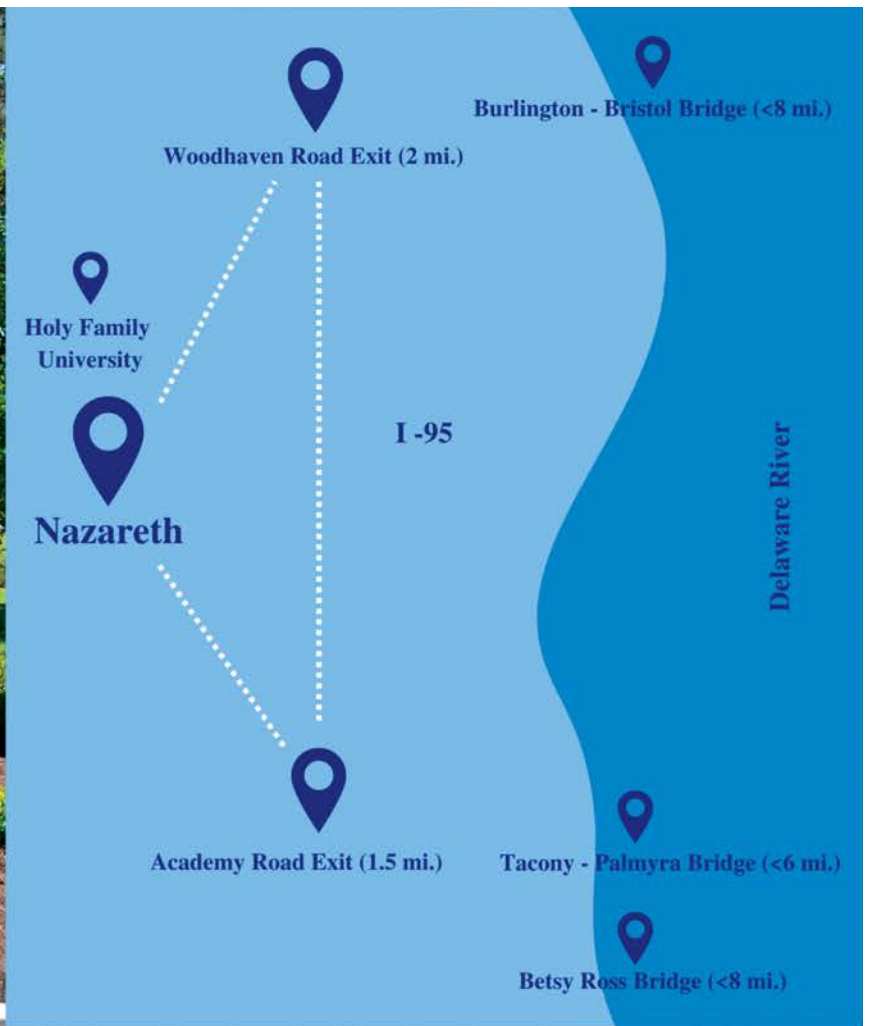 Burlington - Bristol Bridge (<8 mi.)
Woodhaven Road Exit (2 mi.)
Holy Family
University
I -95
Nazareth
Delaware River
Academy Road Exit (1.5 mi.)
Tacony - Palmyra Bridge (<6 mi.)
Betsy Ross Bridge (<8 mi.)